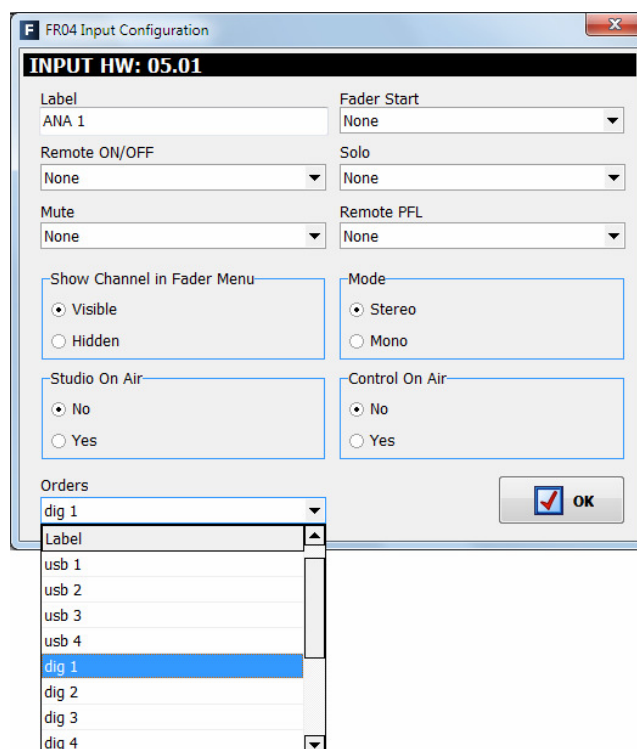 F FR04 Input Configuration
INPUT HW: 05.01
Label
ANA 1
Fader Start
None
Remote ON/OFF
None
Solo
None
Mute
None
Remote PFL
None
Show Channel in Fader Menu
Visible
Hidden
Mode
Stereo
Mono
Studio On Air
No
Yes
Control On Air
No
Yes
Orders
dig 1
OK
Label
usb 1
usb 2
usb 3
usb 4
dig 1
dig 2
dig 3
dig 4